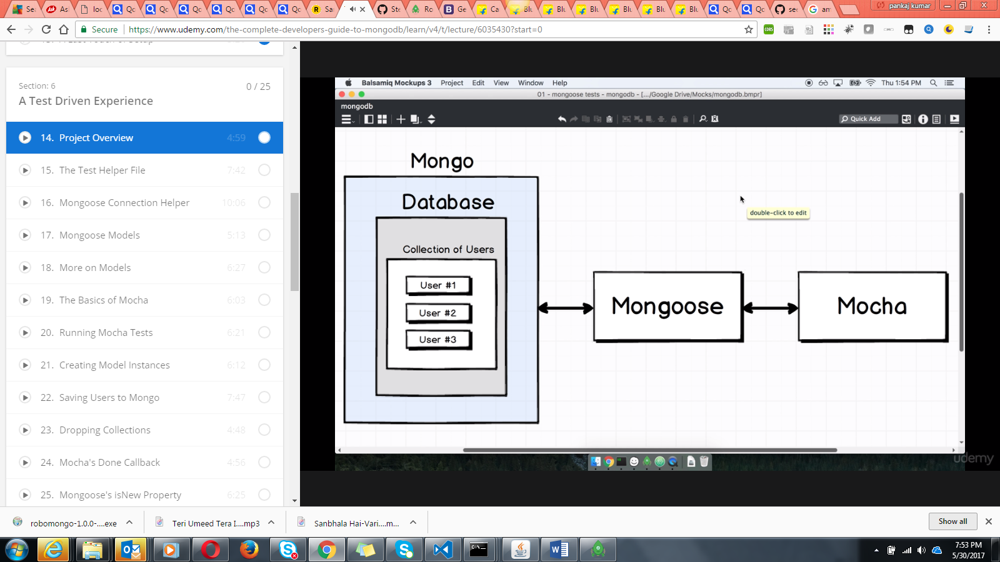 Sea
Ask
Asl
loc
Qc
Qc
Qc
Qc
Qc
Qc
Sar
Ste
Ro
Ge
Ca
Blu
Blu
Blu
Blu
Blu
Blu
Qc
Qc
see
am
pankaj kumar
Secure
https://www.udemy.com/the-complete-developers-guide-to-mongodb/learn/v4/t/lecture/6035430?start=0
CORS
Section: 6
0 / 25
A Test Driven Experience
14. Project Overview 4:59
15. The Test Helper File 7:42
16. Mongoose Connection Helper 10:06
17. Mongoose Models 5:13
18. More on Models 6:27
19. The Basics of Mocha 6:03
20. Running Mocha Tests 6:21
21. Creating Model Instances 6:12
22. Saving Users to Mongo 7:47
23. Dropping Collections 4:48
24. Mocha's Done Callback 4:56
25. Mongoose's isNew Property 6:25
Balsamiq Mockups 3 Project Edit View Window Help
Thu 1:54 PM
01 - mongoose tests - mongodb - [.../Google Drive/Mocks/mongodb.bmpr]
mongodb
Quick Add
Mongo
Database
Collection of Users
User #1
User #2
User #3
Mongoose
Mocha
double-click to edit
udemy
robomongo-1.0.0-....exe
Teri Umeed Tera I....mp3
Sanbhala Hai-Vari....m...
Show all
7:53 PM
5/30/2017